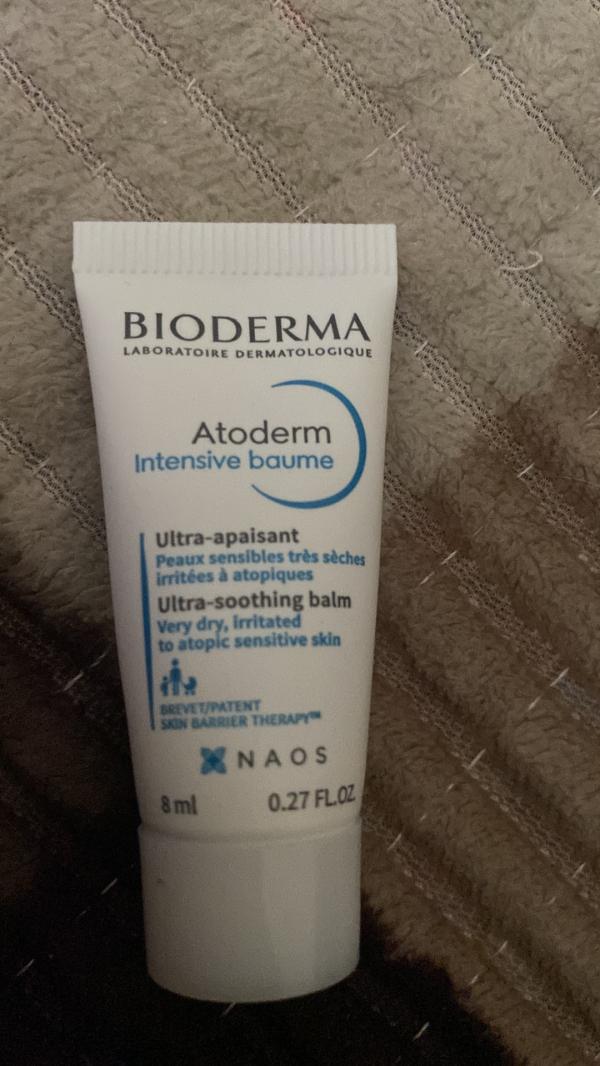 BIODERMA
LABORATOIRE DERMATOLOGIQUE
Atoderm
Intensive baume
Ultra-apaisant
Peaux sensibles très sèches
irritées à atopiques
Ultra-soothing balm
Very dry, irritated
to atopic sensitive skin
BREVET/PATENT
SKIN BARRIER THERAPY™
NAOS
8 ml 0.27 FL.OZ